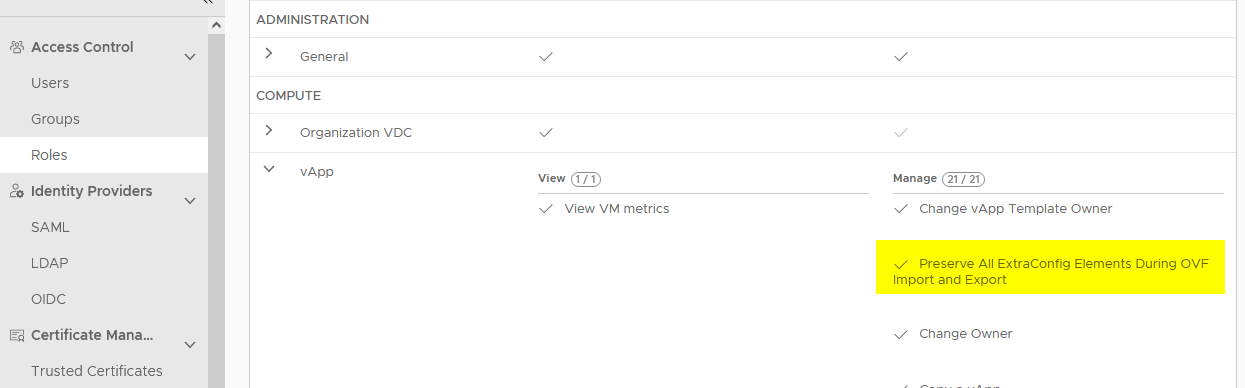 ADMINISTRATION
Access Control
General
Users
COMPUTE
Groups
Organization VDC
Roles
vApp
View 1 / 1
Manage 21 / 21
Identity Providers
View VM metrics
Change vApp Template Owner
SAML
LDAP
Preserve All ExtraConfig Elements During OVF
Import and Export
OIDC
Certificate Mana...
Change Owner
Trusted Certificates